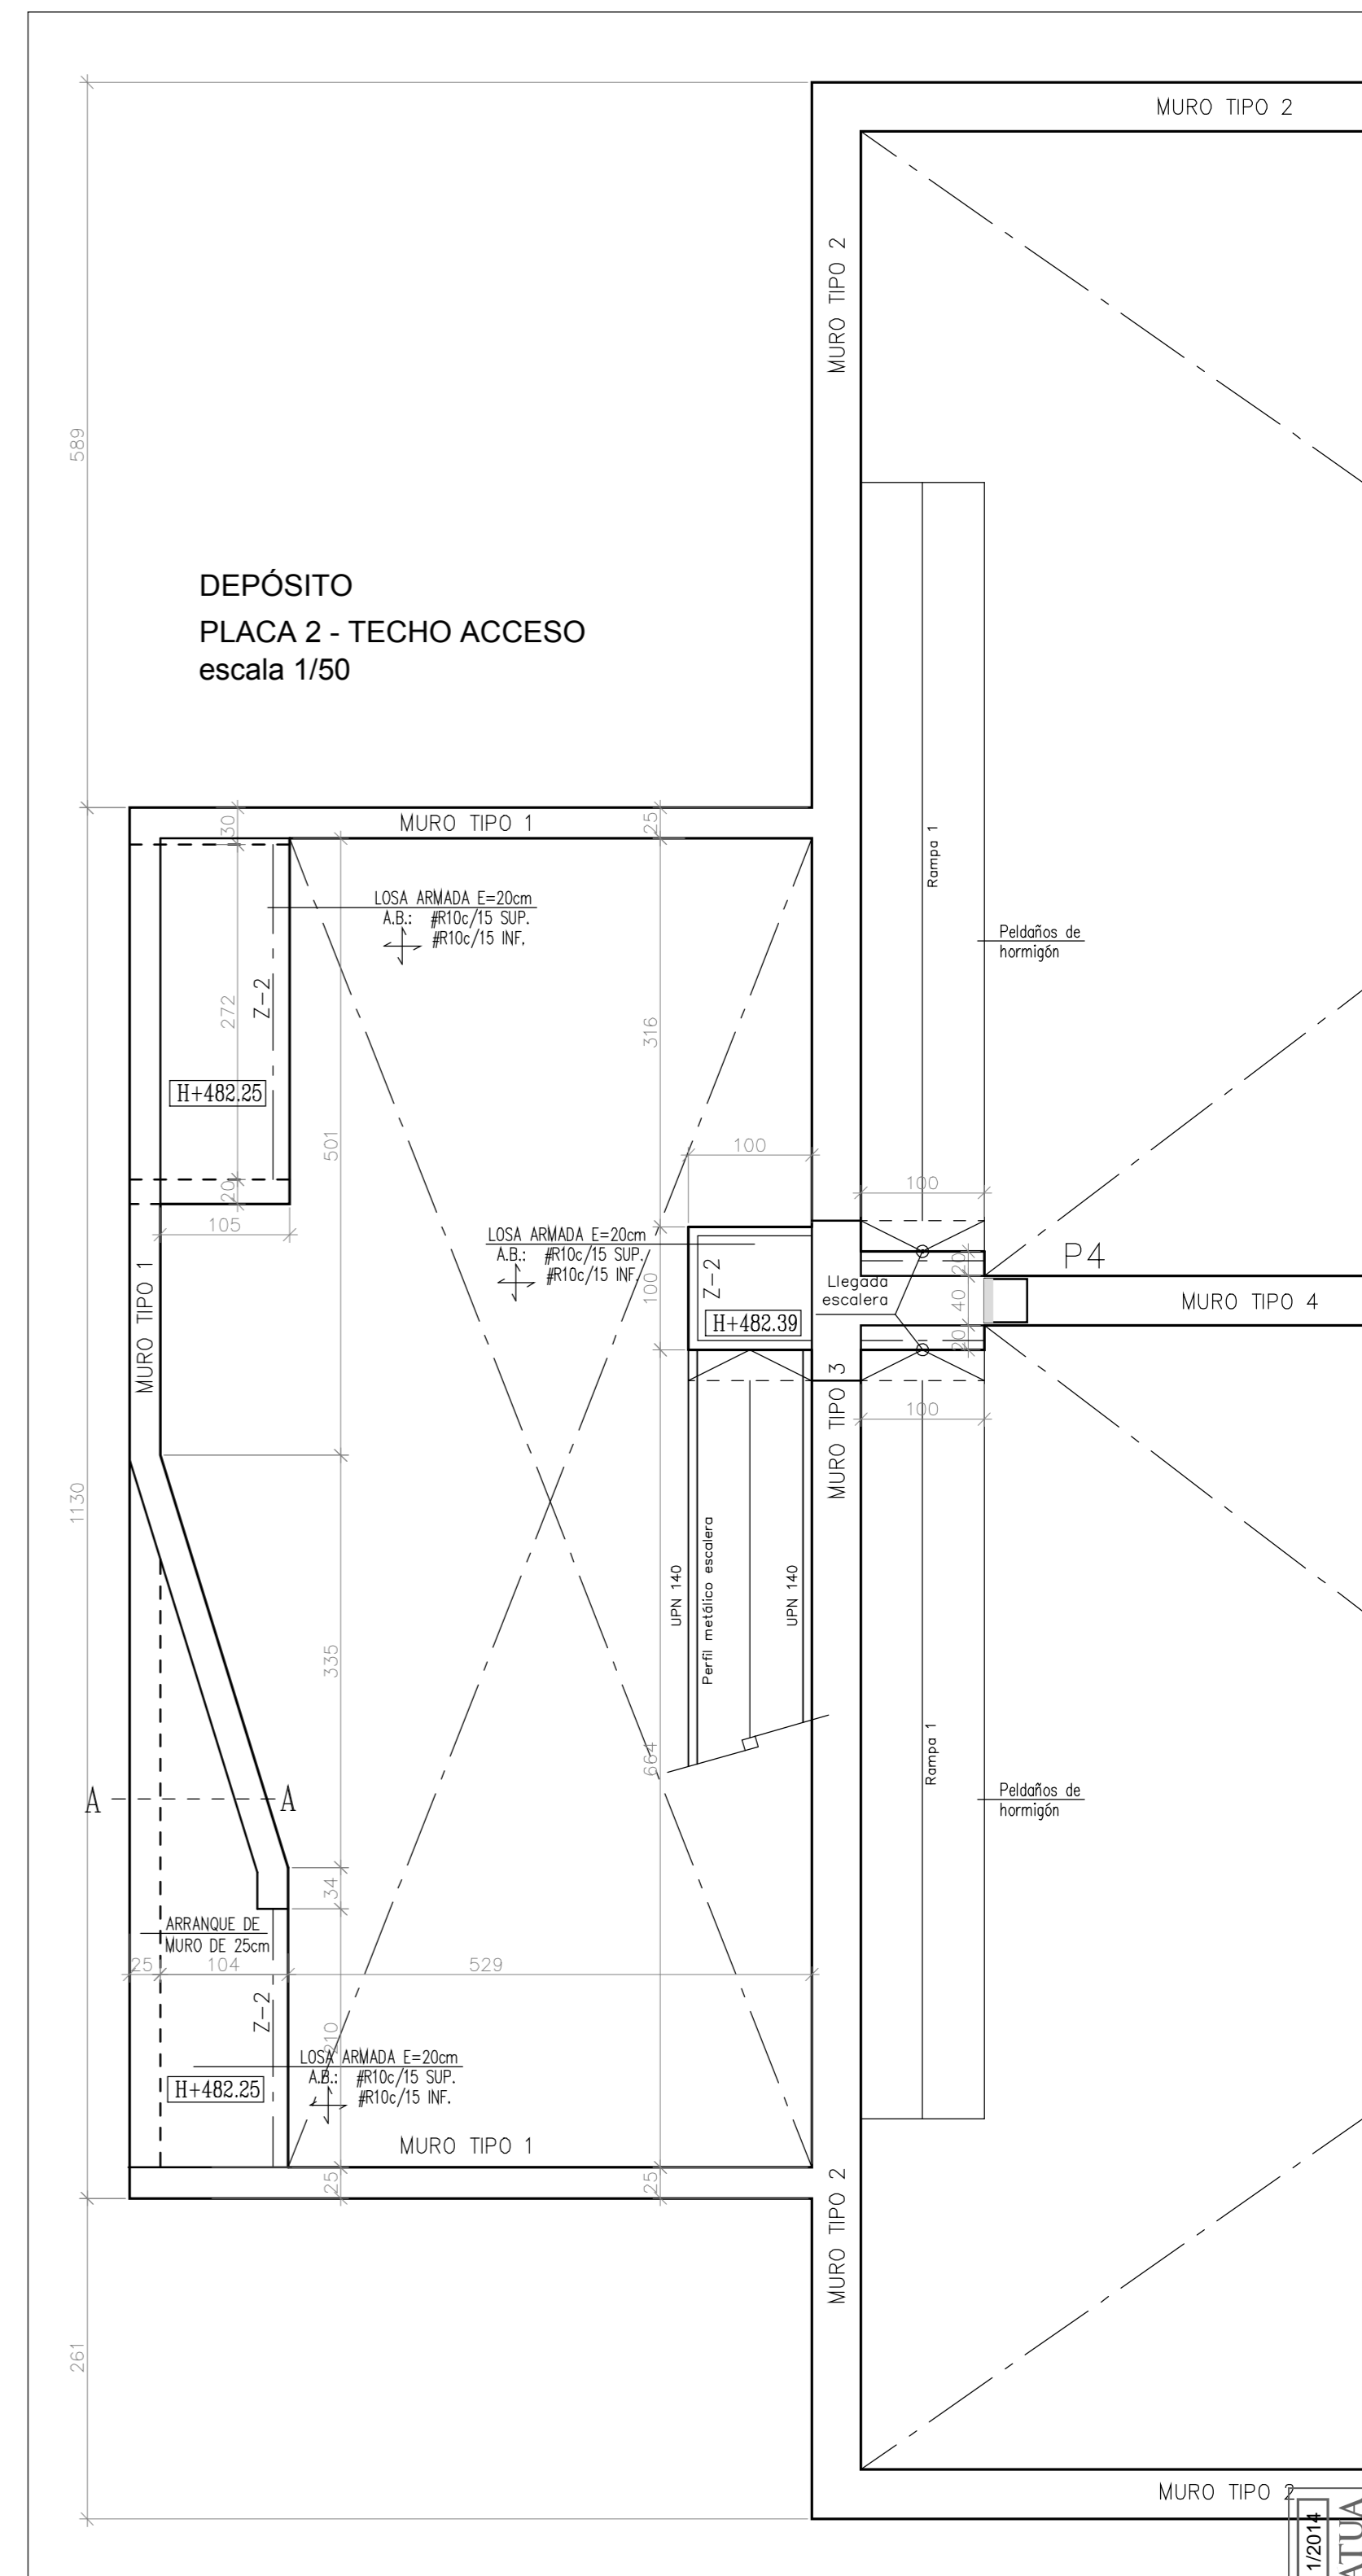 MURO TIPO 2
MURO TIPO 2
589
DEPÓSITO
PLACA 2 - TECHO ACCESO
escala 1/50
30
MURO TIPO 1
25
Rampa 1
LOSA ARMADA E=20cm
A.B.: #R10c/15 SUP.
#R10c/15 INF.
Peldaños de
hormigón
272
Z-2
316
H+482.25
501
100
20
105
100
LOSA ARMADA E=20cm
A.B.: #R10c/15 SUP.
#R10c/15 INF.
100
Z-2
H+482.39
Llegada
escalera
20
40
20
P4
MURO TIPO 4
MURO TIPO 1
MURO TIPO 3
100
1130
335
UPN 140
Perfil metálico escalera
UPN 140
664
Rampa 1
Peldaños de
hormigón
A
A
34
ARRANQUE DE
MURO DE 25cm
25
104
529
Z-2
210
LOSA ARMADA E=20cm
A.B.: #R10c/15 SUP.
#R10c/15 INF.
H+482.25
MURO TIPO 1
25
25
MURO TIPO 2
261
MURO TIPO 2
1/2014
ATUA